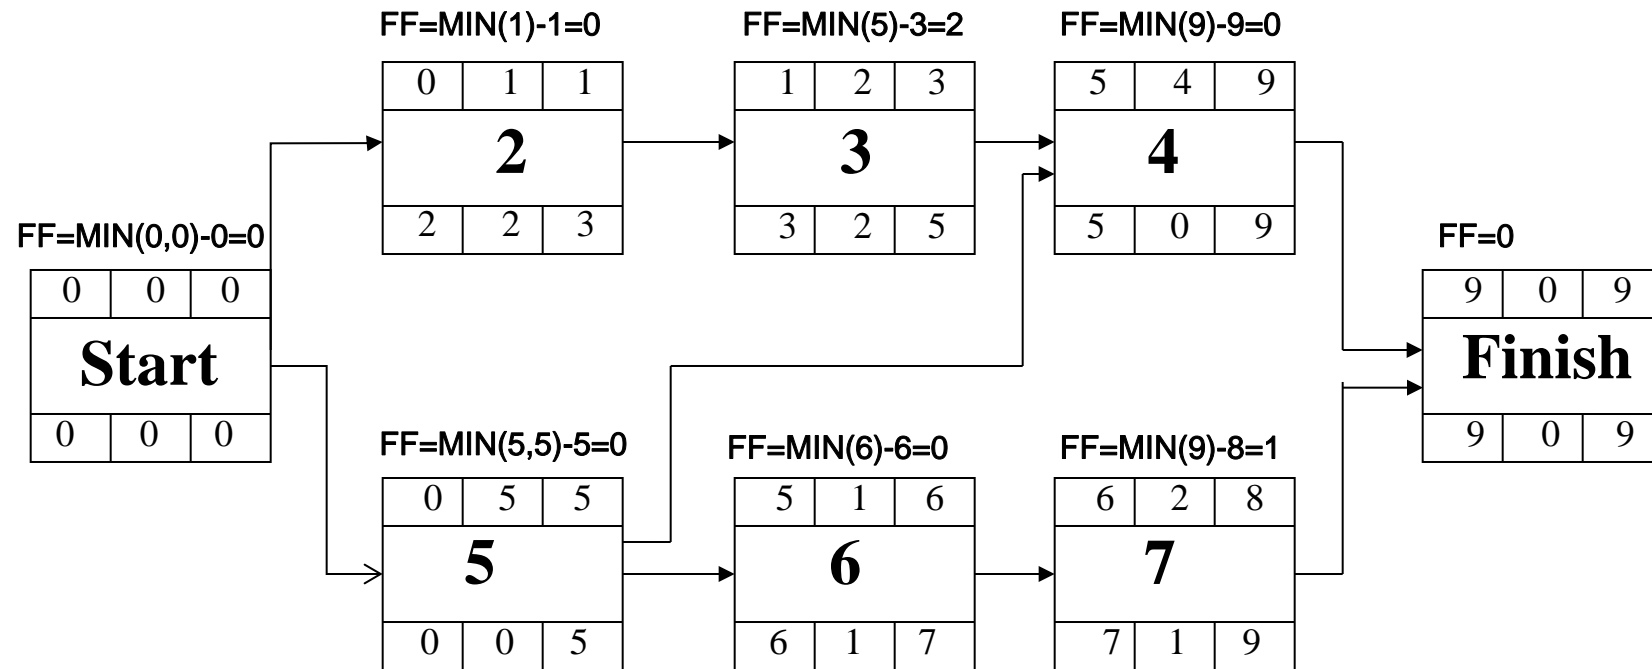 FF=MIN(1)-1=0 FF=MIN(5)-3=2 FF=MIN(9)-9=0
0 1 1 1 2 3 5 4 9
2 3 4
2 2 3 3 2 5 5 0 9
FF=MIN(0,0)-0=0 FF=0
0 0 0 9 0 9
Start Finish
0 0 0 9 0 9
FF=MIN(5,5)-5=0 FF=MIN(6)-6=0 FF=MIN(9)-8=1
0 5 5 5 1 6 6 2 8
5 6 7
0 0 5 6 1 7 7 1 9